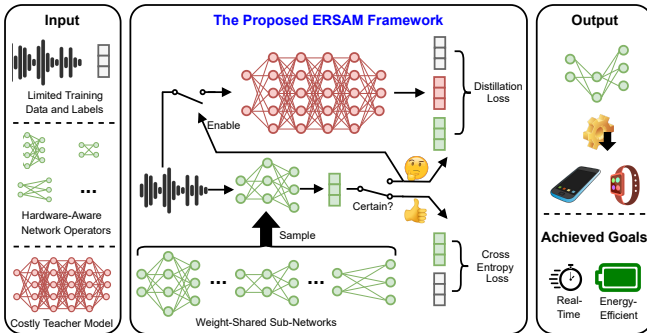 Input
Limited Training
Data and Labels
...
Hardware-Aware
Network Operators
Costly Teacher Model
The Proposed ERSAM Framework
Enable
Distillation
Loss
Certain?
Sample
Cross
Entropy
Loss
... ...
Weight-Shared Sub-Networks
Output
Achieved Goals
Real-
Time
Energy-
Efficient